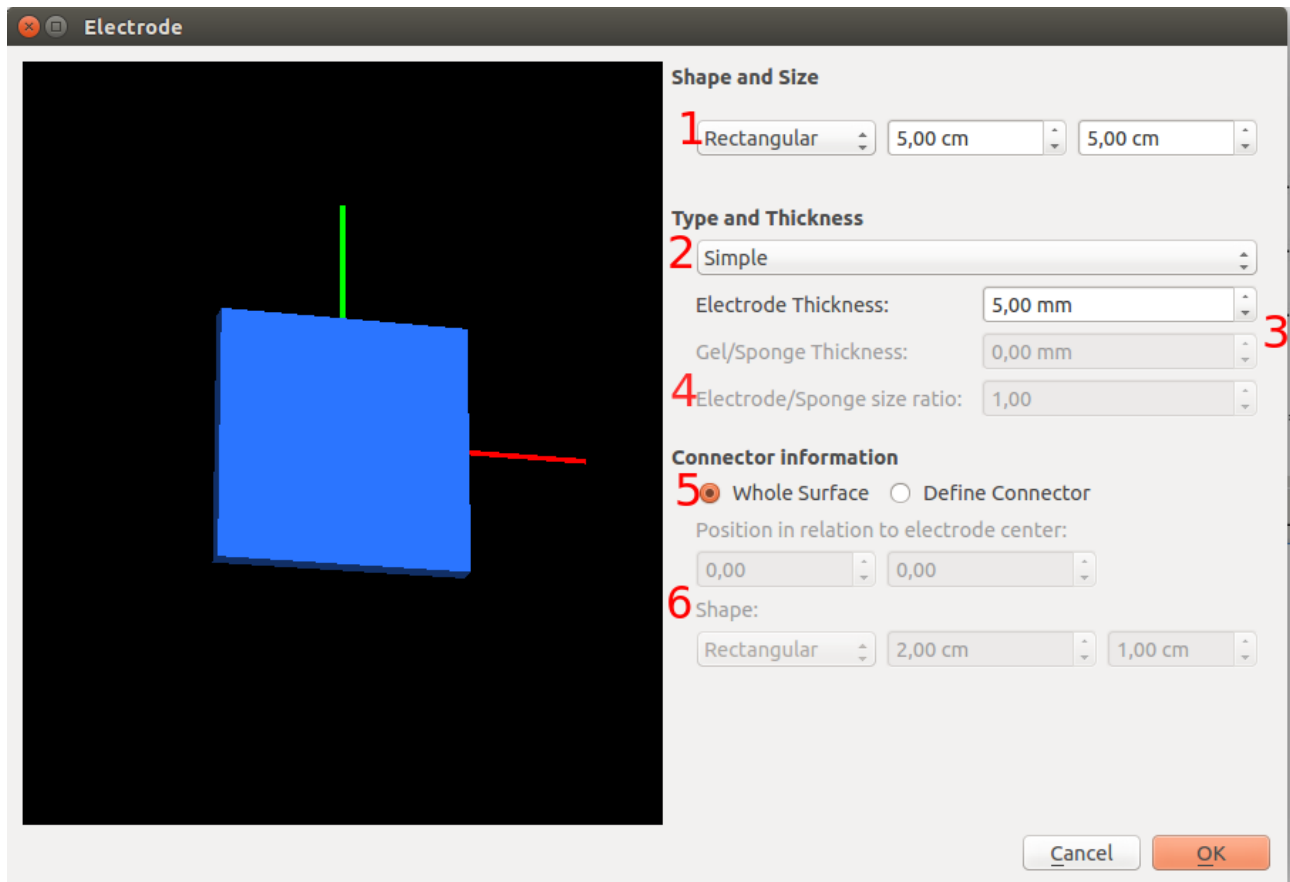 Electrode
Shape and Size
1 Rectangular 5,00 cm 5,00 cm
Type and Thickness
2 Simple
Electrode Thickness: 5,00 mm
3
Gel/Sponge Thickness: 0,00 mm
4 Electrode/Sponge size ratio: 1,00
Connector information
5 Whole Surface Define Connector
Position in relation to electrode center:
0,00 0,00
6 Shape:
Rectangular 2,00 cm 1,00 cm
Cancel OK